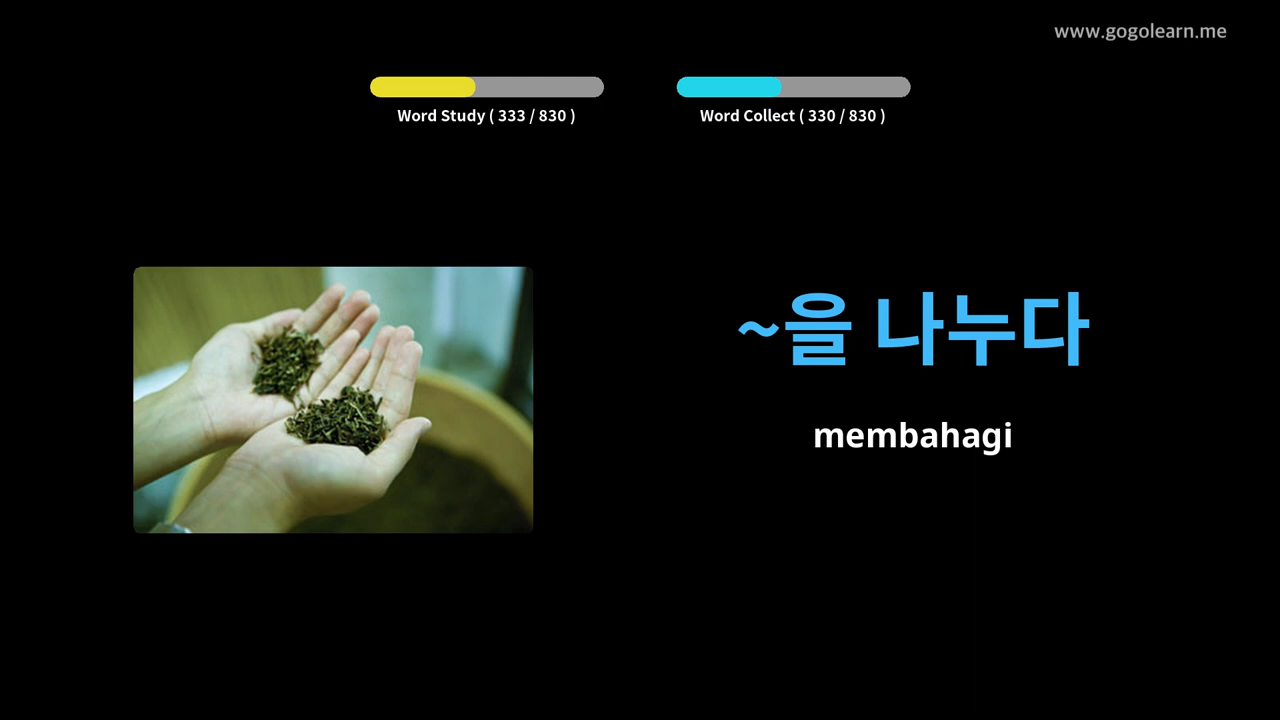 www.gogolearn.me
Word Study ( 333 / 830 )
Word Collect ( 330 / 830 )
~을 나누다
membahagi